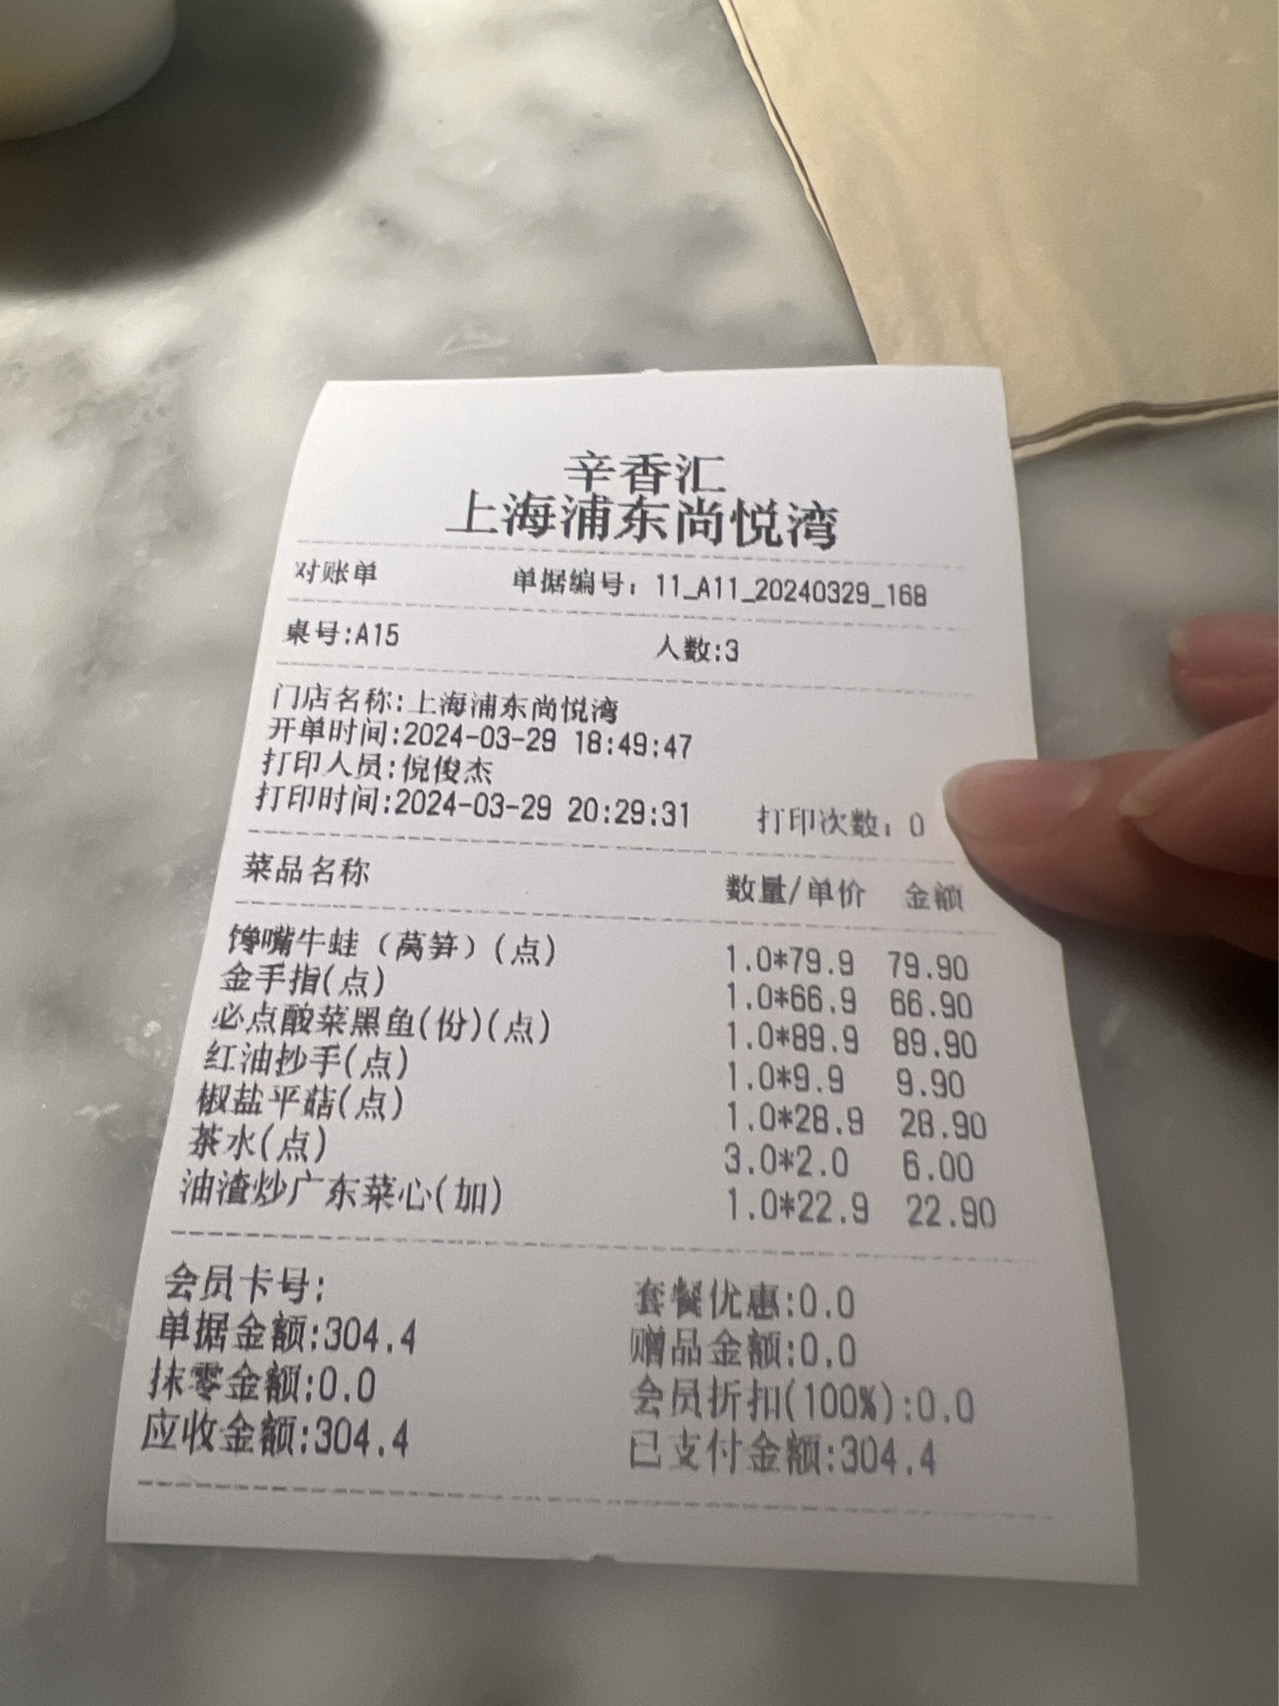 辛香汇
上海浦东尚悦湾
对账单 单据编号：11_A11_20240329_168
桌号:A15 人数:3
门店名称:上海浦东尚悦湾
开单时间:2024-03-29 18:49:47
打印人员:倪俊杰
打印时间:2024-03-29 20:29:31 打印次数：0
菜品名称 数量/单价 金额
馋嘴牛蛙（莴笋）(点) 1.0*79.9 79.90
金手指(点) 1.0*66.9 66.90
必点酸菜黑鱼(份)(点) 1.0*89.9 89.90
红油抄手(点) 1.0*9.9 9.90
椒盐平菇(点) 1.0*28.9 28.90
茶水(点) 3.0*2.0 6.00
油渣炒广东菜心(加) 1.0*22.9 22.90
会员卡号: 套餐优惠:0.0
单据金额:304.4 赠品金额:0.0
抹零金额:0.0 会员折扣(100%):0.0
应收金额:304.4 已支付金额:304.4